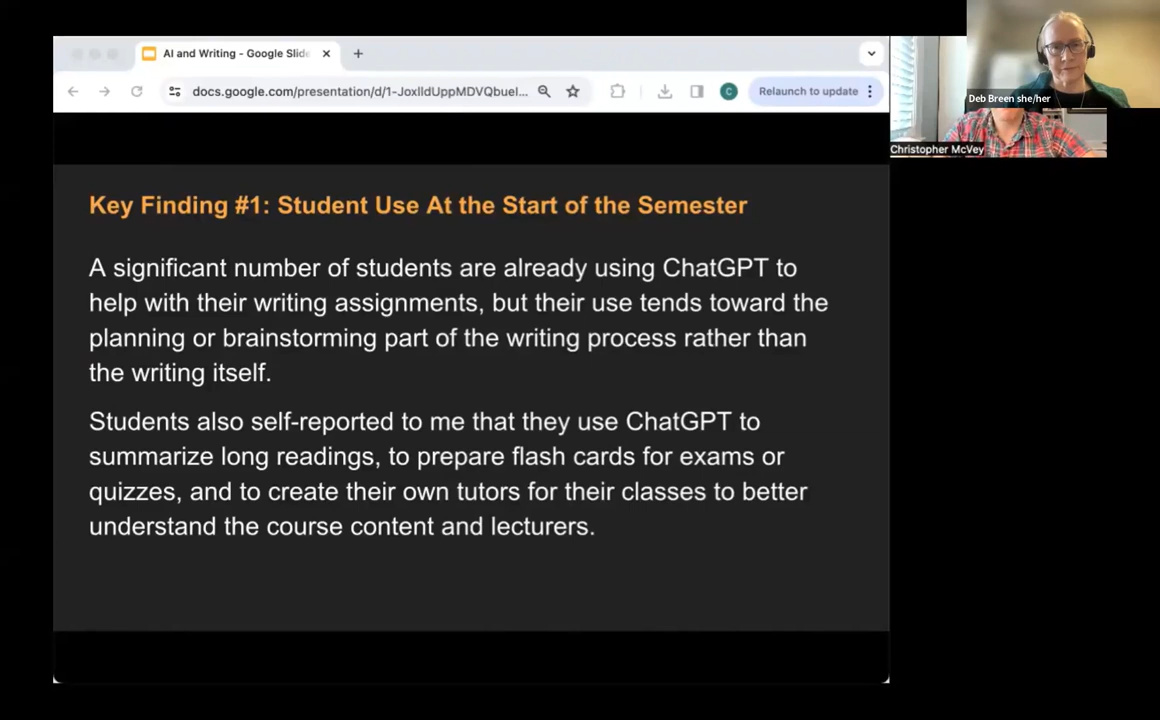 AI and Writing - Google Slide
docs.google.com/presentation/d/1-JoxlldUppMDVQbuel...
C
Relaunch to update
Deb Breen she/her
Christopher McVey
Key Finding #1: Student Use At the Start of the Semester
A significant number of students are already using ChatGPT to
help with their writing assignments, but their use tends toward the
planning or brainstorming part of the writing process rather than
the writing itself.
Students also self-reported to me that they use ChatGPT to
summarize long readings, to prepare flash cards for exams or
quizzes, and to create their own tutors for their classes to better
understand the course content and lecturers.